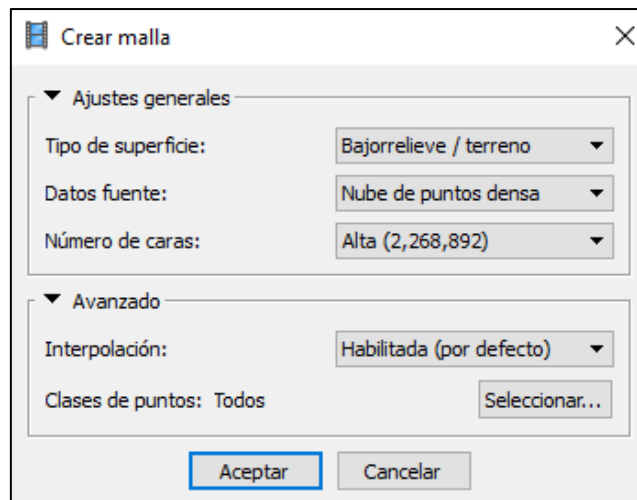 Crear malla
Ajustes generales
Tipo de superficie: Bajorrelieve / terreno
Datos fuente: Nube de puntos densa
Número de caras: Alta (2,268,892)
Avanzado
Interpolación: Habilitada (por defecto)
Clases de puntos: Todos Seleccionar...
Aceptar Cancelar